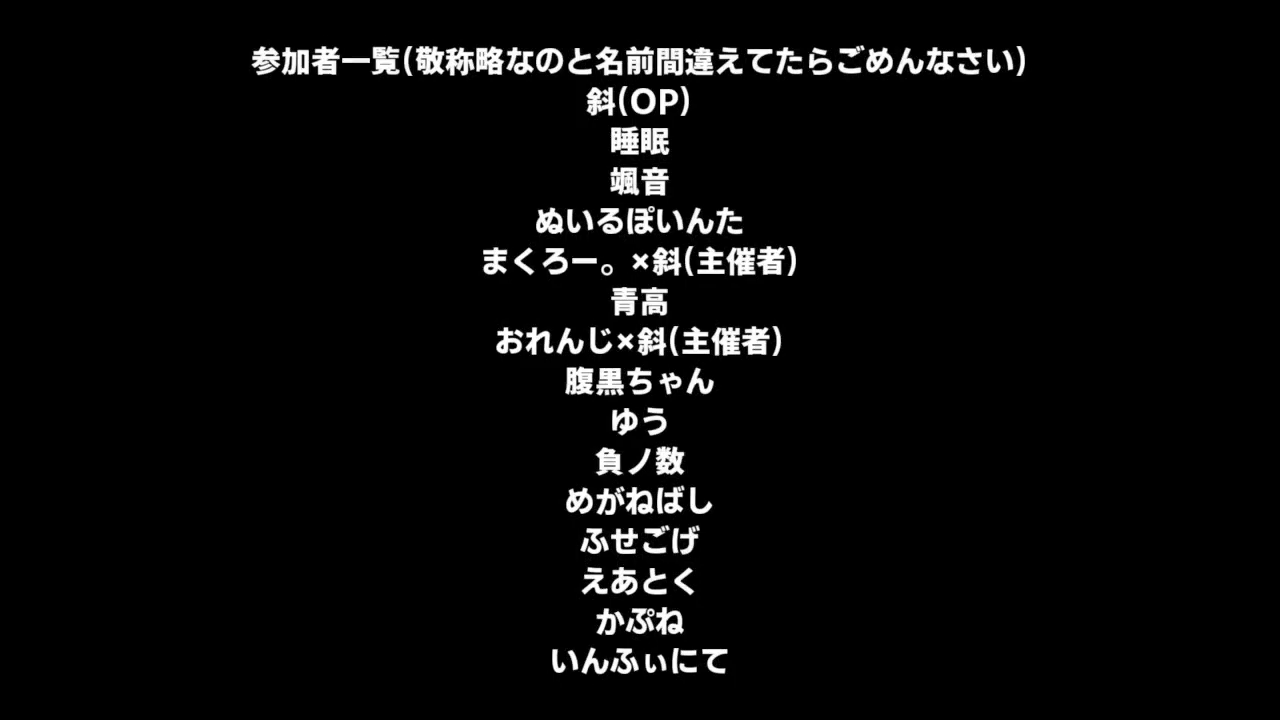 参加者一覧(敬称略なのと名前間違えてたらごめんなさい)
斜(OP)
睡眠
颯音
ぬいるぽいんた
まくろー。×斜(主催者)
青高
おれんじ×斜(主催者)
腹黒ちゃん
ゆう
負ノ数
めがねばし
ふせごげ
えあとく
かぷね
いんふぃにて